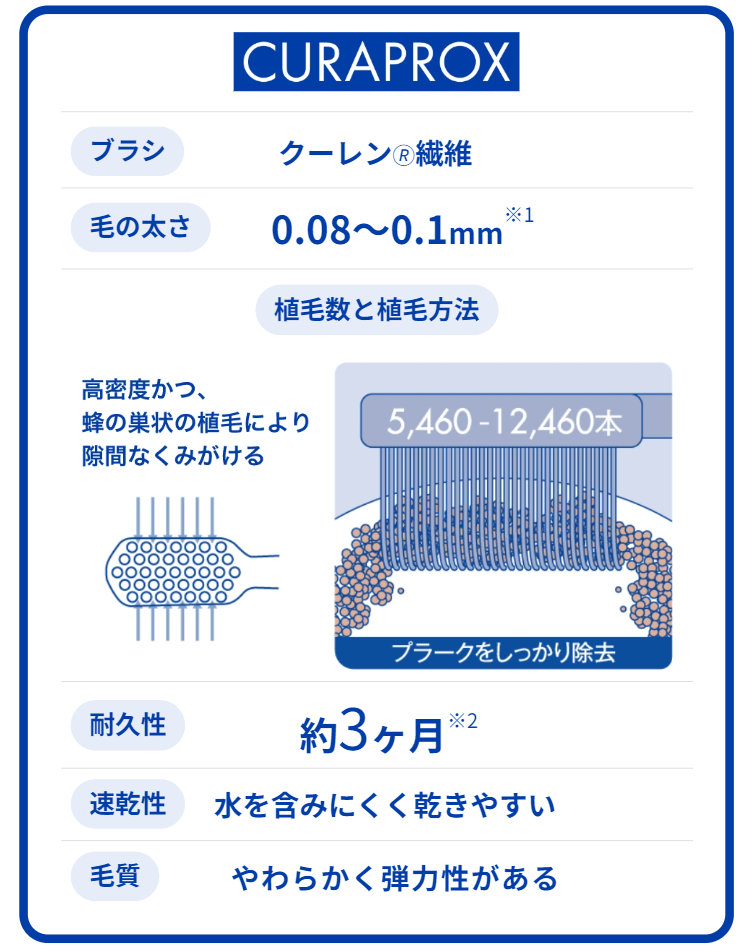 CURAPROX
ブラシ
クーレンⓇ繊維
毛の太さ
0.08〜0.1mm※1
植毛数と植毛方法
高密度かつ、
蜂の巣状の植毛により
隙間なくみがける
5,460-12,460本
プラークをしっかり除去
耐久性
約3ヶ月※2
速乾性
水を含みにくく乾きやすい
毛質
やわらかく弾力性がある